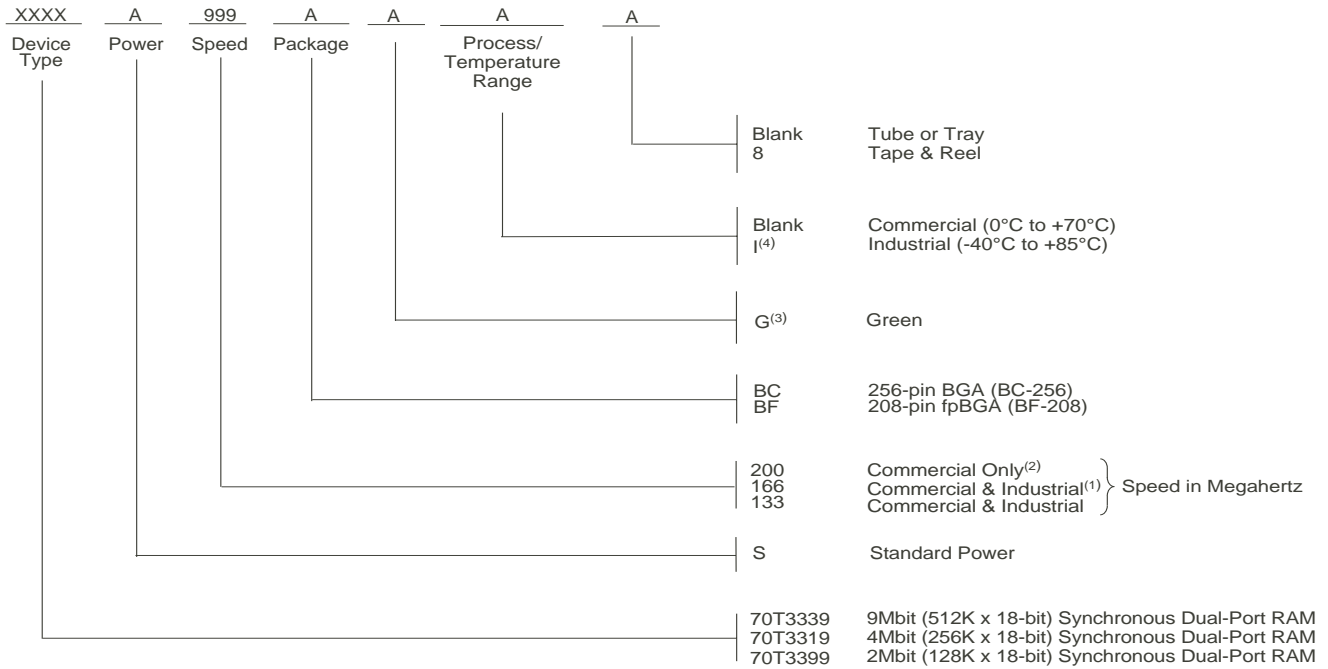 XXXX A 999 A A A A
Device Type Power Speed Package Process/ Temperature Range
Blank Tube or Tray
8 Tape & Reel
Blank Commercial (0°C to +70°C)
I(4) Industrial (-40°C to +85°C)
G(3) Green
BC 256-pin BGA (BC-256)
BF 208-pin fpBGA (BF-208)
200 Commercial Only(2)
166 Commercial & Industrial(1) Speed in Megahertz
133 Commercial & Industrial
S Standard Power
70T3339 9Mbit (512K x 18-bit) Synchronous Dual-Port RAM
70T3319 4Mbit (256K x 18-bit) Synchronous Dual-Port RAM
70T3399 2Mbit (128K x 18-bit) Synchronous Dual-Port RAM